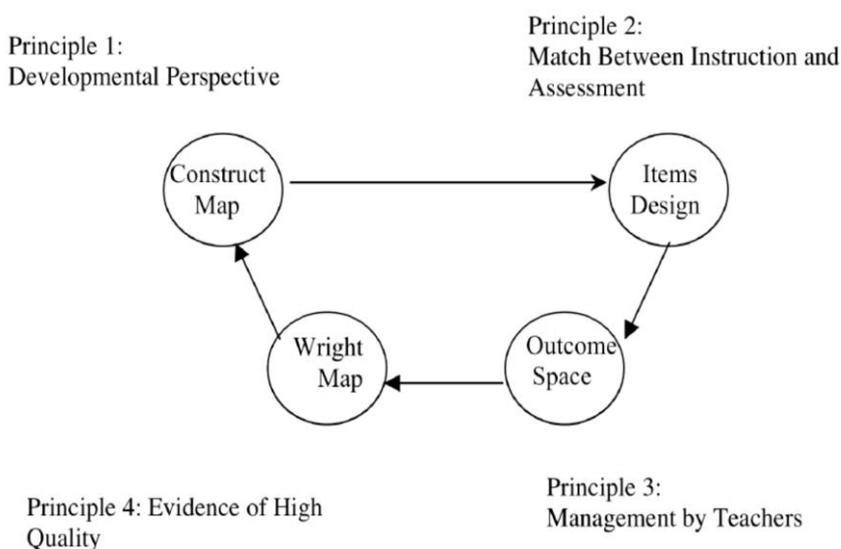 Principle 1:
Developmental Perspective
Principle 2:
Match Between Instruction and
Assessment
Construct
Map
Items
Design
Wright
Map
Outcome
Space
Principle 4: Evidence of High
Quality
Principle 3:
Management by Teachers